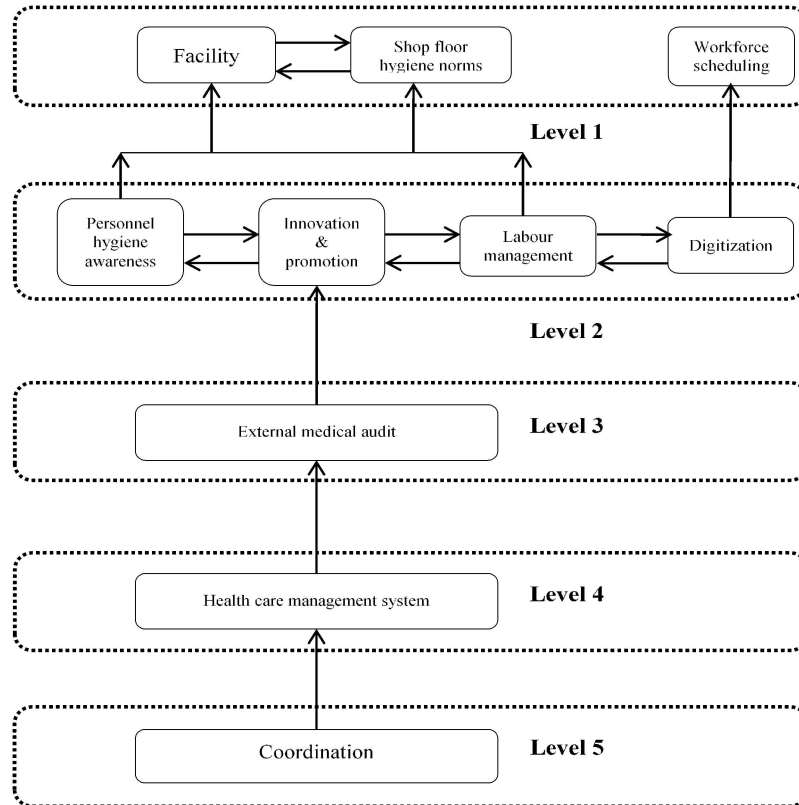 Facility
Shop floor
hygiene norms
Workforce
scheduling
Level 1
Personnel
hygiene
awareness
Innovation
&
promotion
Labour
management
Digitization
Level 2
External medical audit
Level 3
Health care management system
Level 4
Coordination
Level 5